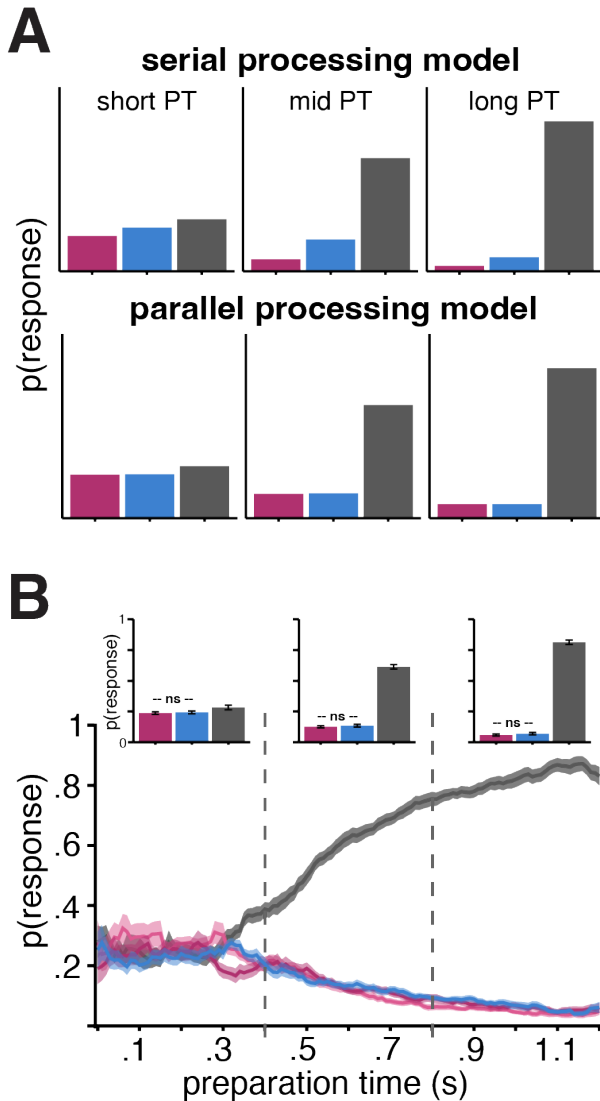 A
serial processing model
short PT
mid PT
long PT
p(response)
parallel processing model
B
1
p(response)
0
-- ns --
-- ns --
-- ns --
1
.8
.6
.4
.2
p(response)
.1 .3 .5 .7 .9 1.1
preparation time (s)